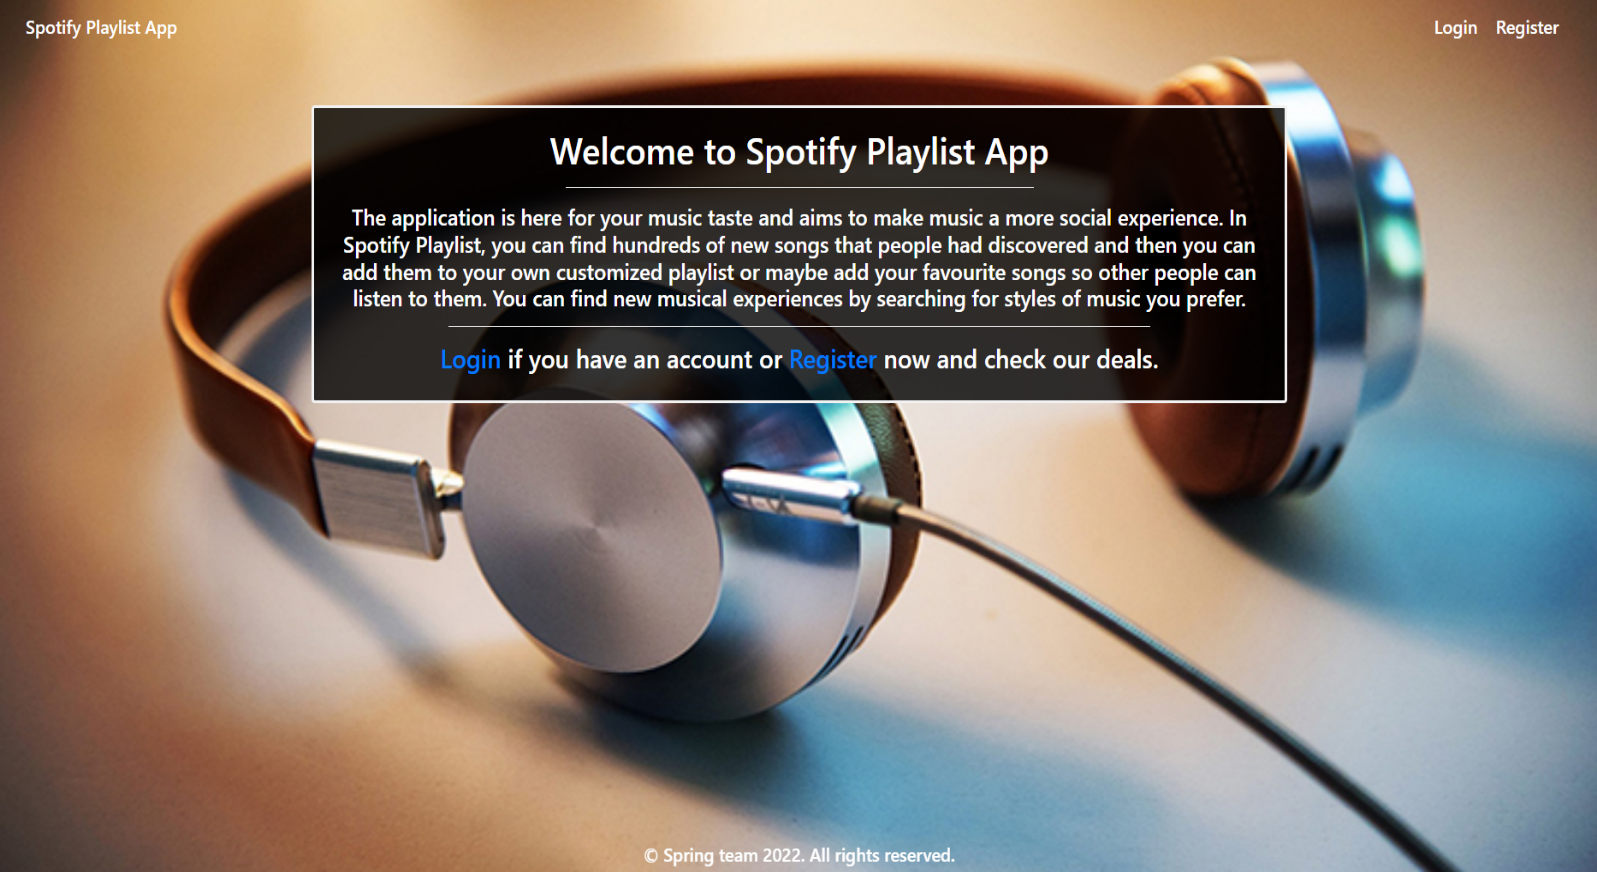 Spotify Playlist App
Login Register
Welcome to Spotify Playlist App
The application is here for your music taste and aims to make music a more social experience. In
Spotify Playlist, you can find hundreds of new songs that people had discovered and then you can
add them to your own customized playlist or maybe add your favourite songs so other people can
listen to them. You can find new musical experiences by searching for styles of music you prefer.
Login if you have an account or Register now and check our deals.
© Spring team 2022. All rights reserved.